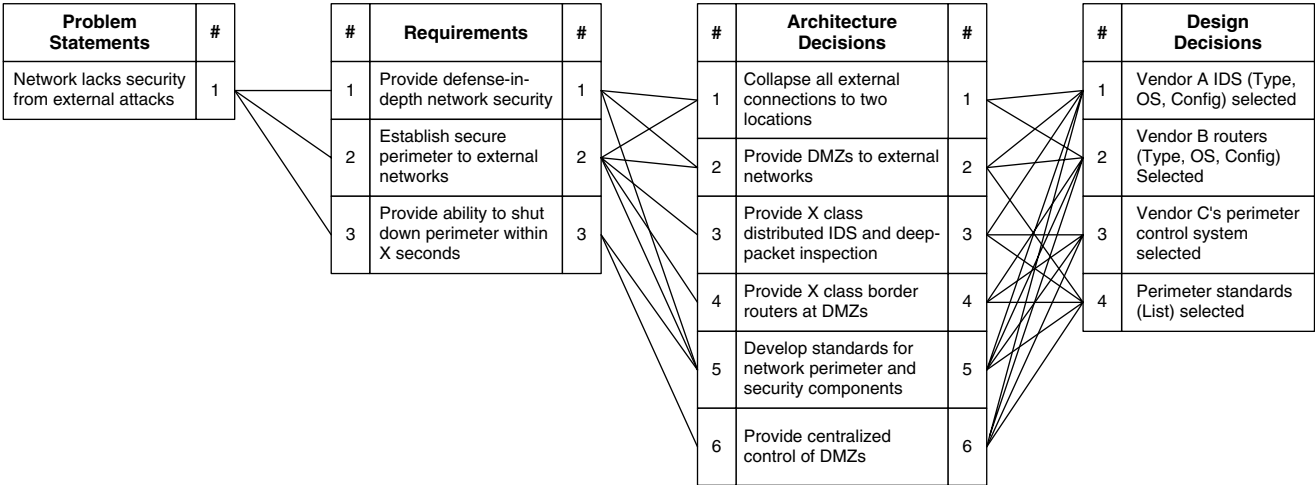 Problem
Statements
#
Network lacks security
from external attacks
1
#
Requirements
#
1
Provide defense-in-
depth network security
1
2
Establish secure
perimeter to external
networks
2
3
Provide ability to shut
down perimeter within
X seconds
3
#
Architecture
Decisions
#
1
Collapse all external
connections to two
locations
1
2
Provide DMZs to external
networks
2
3
Provide X class
distributed IDS and deep-
packet inspection
3
4
Provide X class border
routers at DMZs
4
5
Develop standards for
network perimeter and
security components
5
6
Provide centralized
control of DMZs
6
#
Design
Decisions
1
Vendor A IDS (Type,
OS, Config) selected
2
Vendor B routers
(Type, OS, Config)
Selected
3
Vendor C's perimeter
control system
selected
4
Perimeter standards
(List) selected